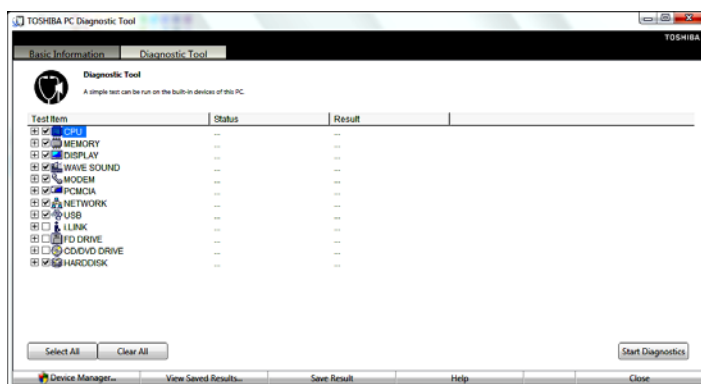 TOSHIBA PC Diagnostic Tool
TOSHIBA
Basic Information Diagnostic Tool
Diagnostic Tool
A simple test can be run on the built-in devices of this PC.
Test Item Status Result
CPU ... ...
MEMORY ... ...
DISPLAY ... ...
WAVE SOUND ... ...
MODEM ... ...
PCMCIA ... ...
NETWORK ... ...
USB ... ...
i.LINK ... ...
FD DRIVE ... ...
CD/DVD DRIVE ... ...
HARDDISK ... ...
Select All Clear All Start Diagnostics
Device Manager... View Saved Results... Save Result Help Close